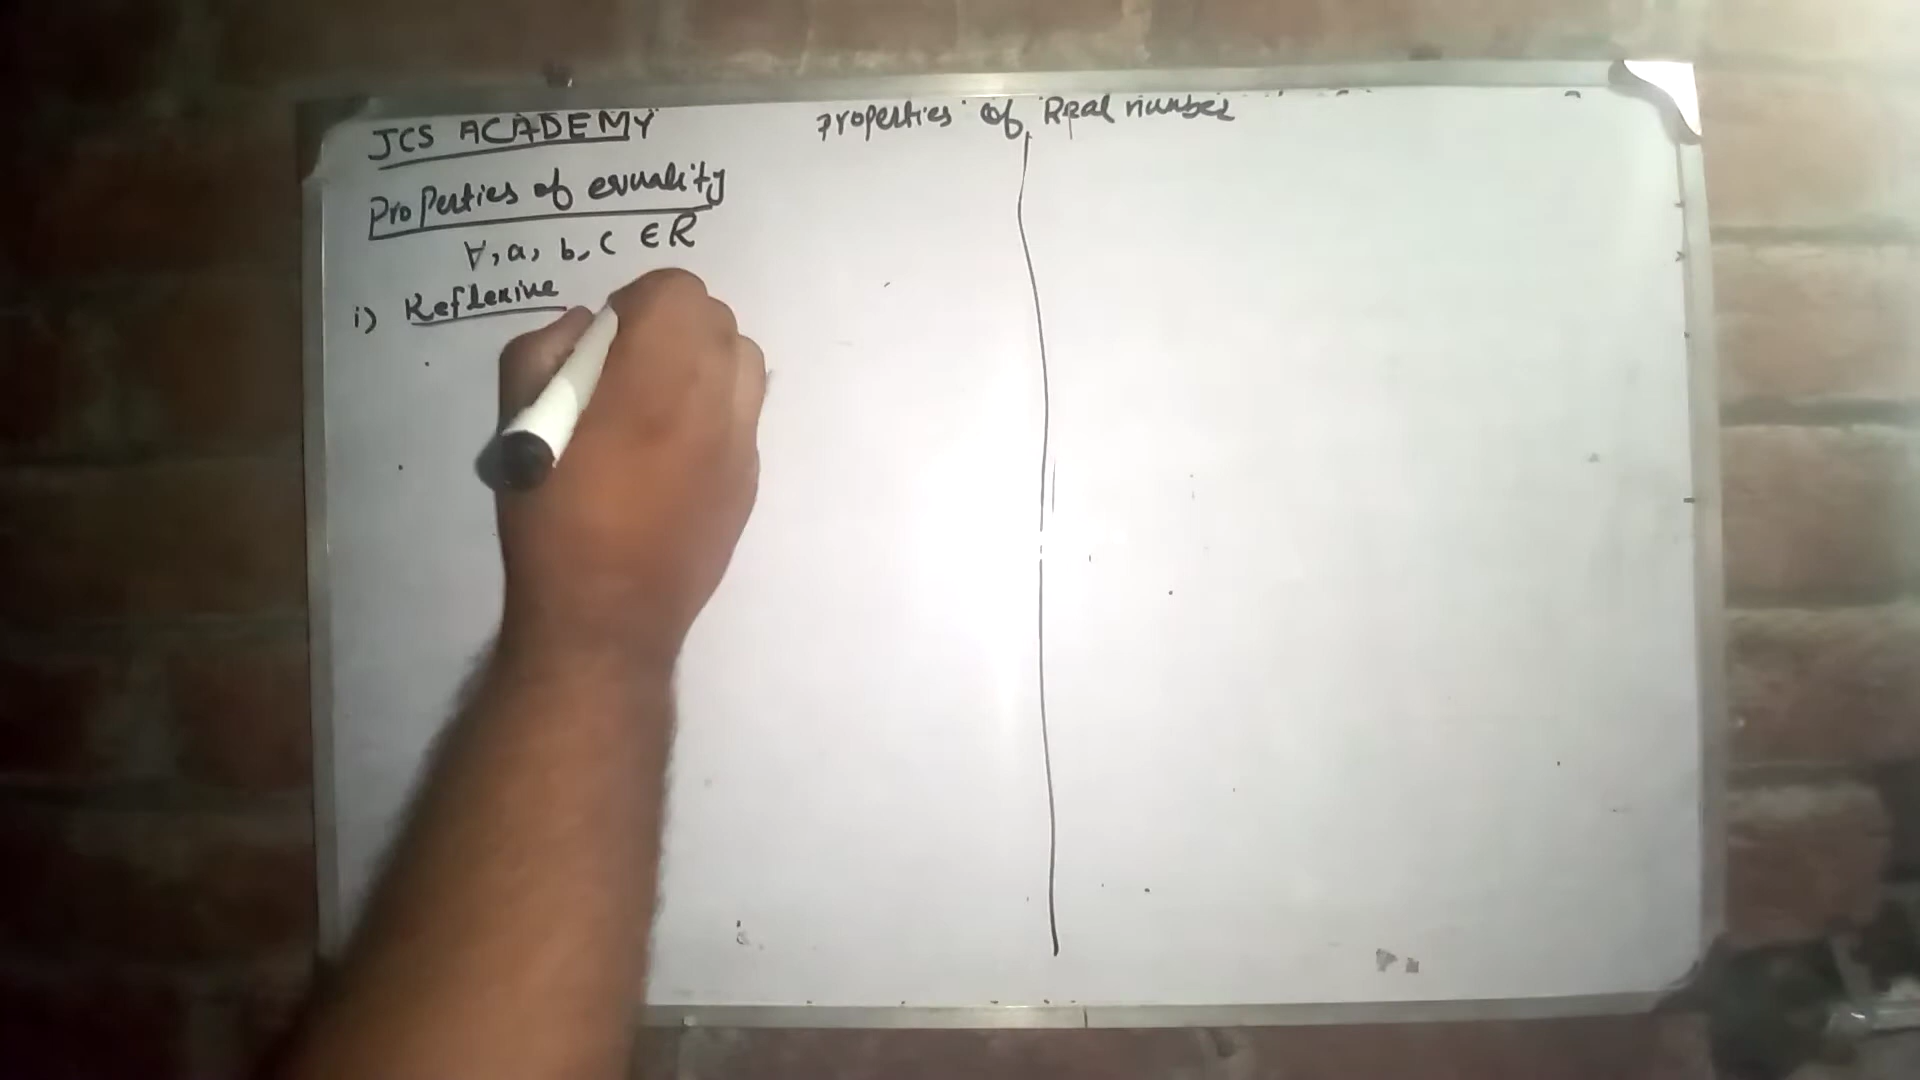 JCS ACADEMY
Properties of Real number
Properties of equality
∀, a, b, c ∈ R
i) Reflexive